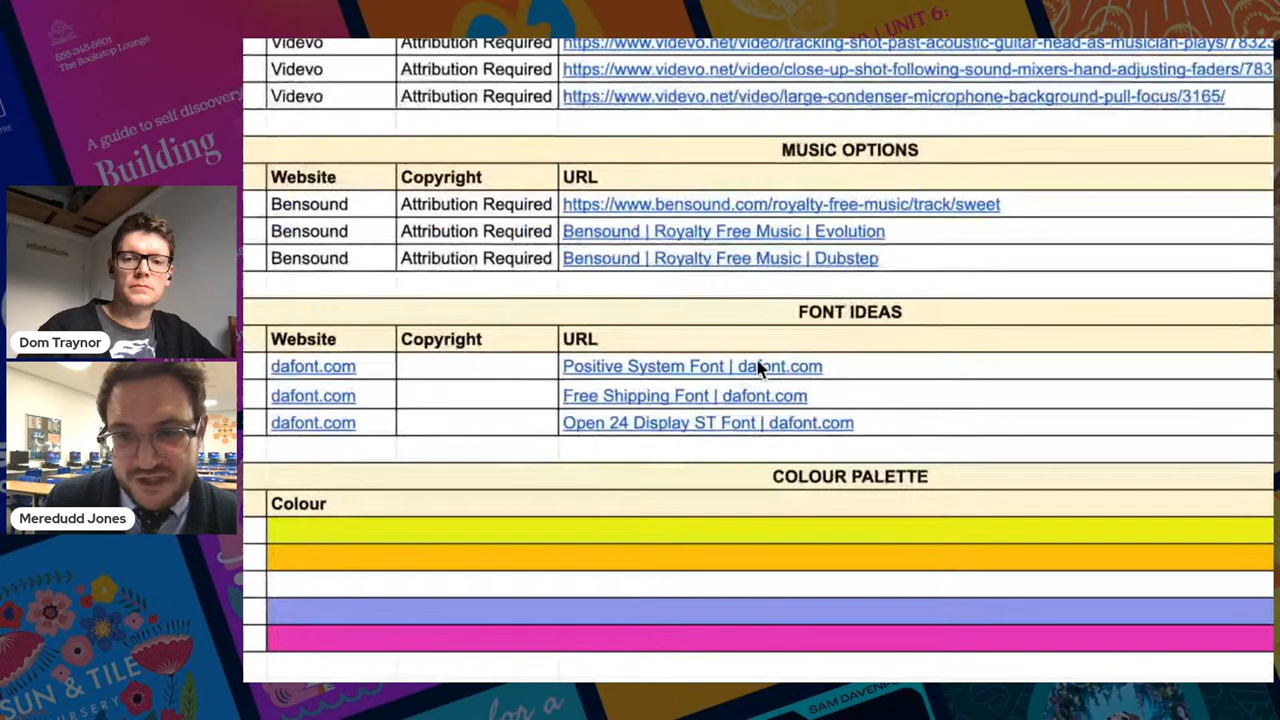 550-345-5601
The Bookstop Lounge
A guide to self discovery
Building
UNIT 6:
Videvo Attribution Required https://www.videvo.net/video/tracking-shot-past-acoustic-guitar-head-as-musician-plays/78323
Videvo Attribution Required https://www.videvo.net/video/close-up-shot-following-sound-mixers-hand-adjusting-faders/783
Videvo Attribution Required https://www.videvo.net/video/large-condenser-microphone-background-pull-focus/3165/
MUSIC OPTIONS
Website Copyright URL
Bensound Attribution Required https://www.bensound.com/royalty-free-music/track/sweet
Bensound Attribution Required Bensound | Royalty Free Music | Evolution
Bensound Attribution Required Bensound | Royalty Free Music | Dubstep
FONT IDEAS
Website Copyright URL
dafont.com Positive System Font | dafont.com
dafont.com Free Shipping Font | dafont.com
dafont.com Open 24 Display ST Font | dafont.com
COLOUR PALETTE
Colour
Dom Traynor
Meredudd Jones
SUN & TILE
for a